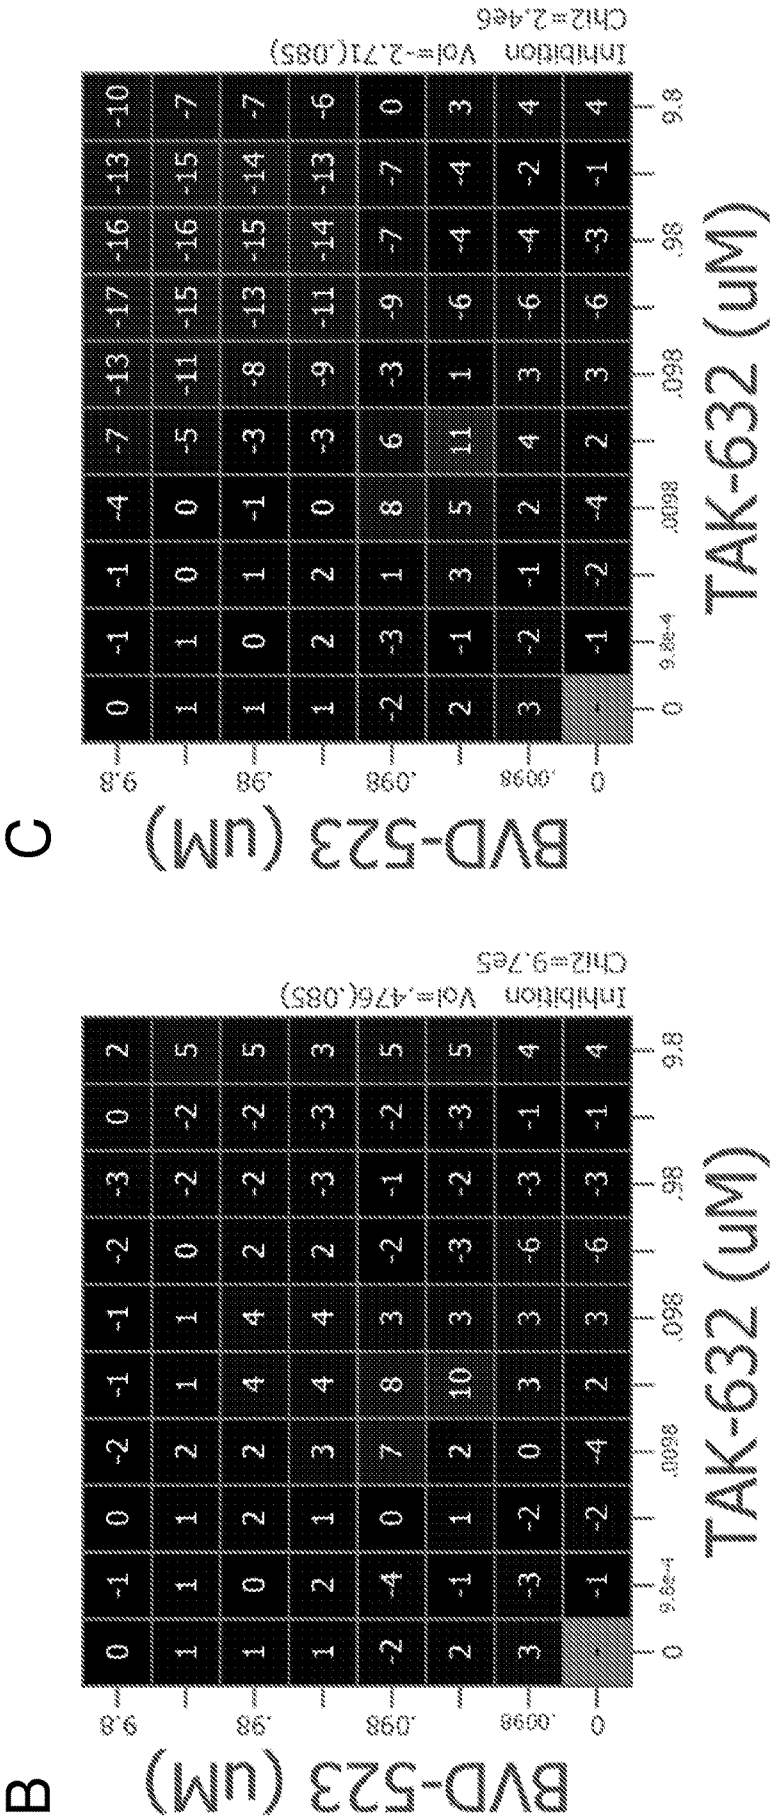 B
BVD-523 (uM)
9.8 0 -1 0 -2 -1 -1 -2 -3 0 2
1 1 1 2 1 1 0 -2 -2 5
.98 1 0 2 2 4 4 2 -2 -2 5
1 2 1 3 4 4 2 -3 -3 3
.098 -2 -4 0 7 8 3 -2 -1 -2 5
2 -1 1 2 10 3 -3 -2 -3 5
.0098 3 -3 -2 0 3 3 -6 -3 -1 4
0 - -1 -2 -4 2 3 -6 -3 -1 4
0 9.8e-4 .0098 .098 .98 9.8
TAK-632 (uM)
Inhibition Vol=.476(.085)
Chi2=9.7e5
C
BVD-523 (uM)
9.8 0 -1 -1 -4 -7 -13 -17 -16 -13 -10
1 1 0 0 -5 -11 -15 -16 -15 -7
.98 1 0 1 -1 -3 -8 -13 -15 -14 -7
1 2 2 0 -3 -9 -11 -14 -13 -6
.098 -2 -3 1 8 6 -3 -9 -7 -7 0
2 -1 3 5 11 1 -6 -4 -4 3
.0098 3 -2 -1 2 4 3 -6 -4 -2 4
0 - -1 -2 -4 2 3 -6 -3 -1 4
0 9.8e-4 .0098 .098 .98 9.8
TAK-632 (uM)
Inhibition Vol=-2.71(.085)
Chi2=2.4e6